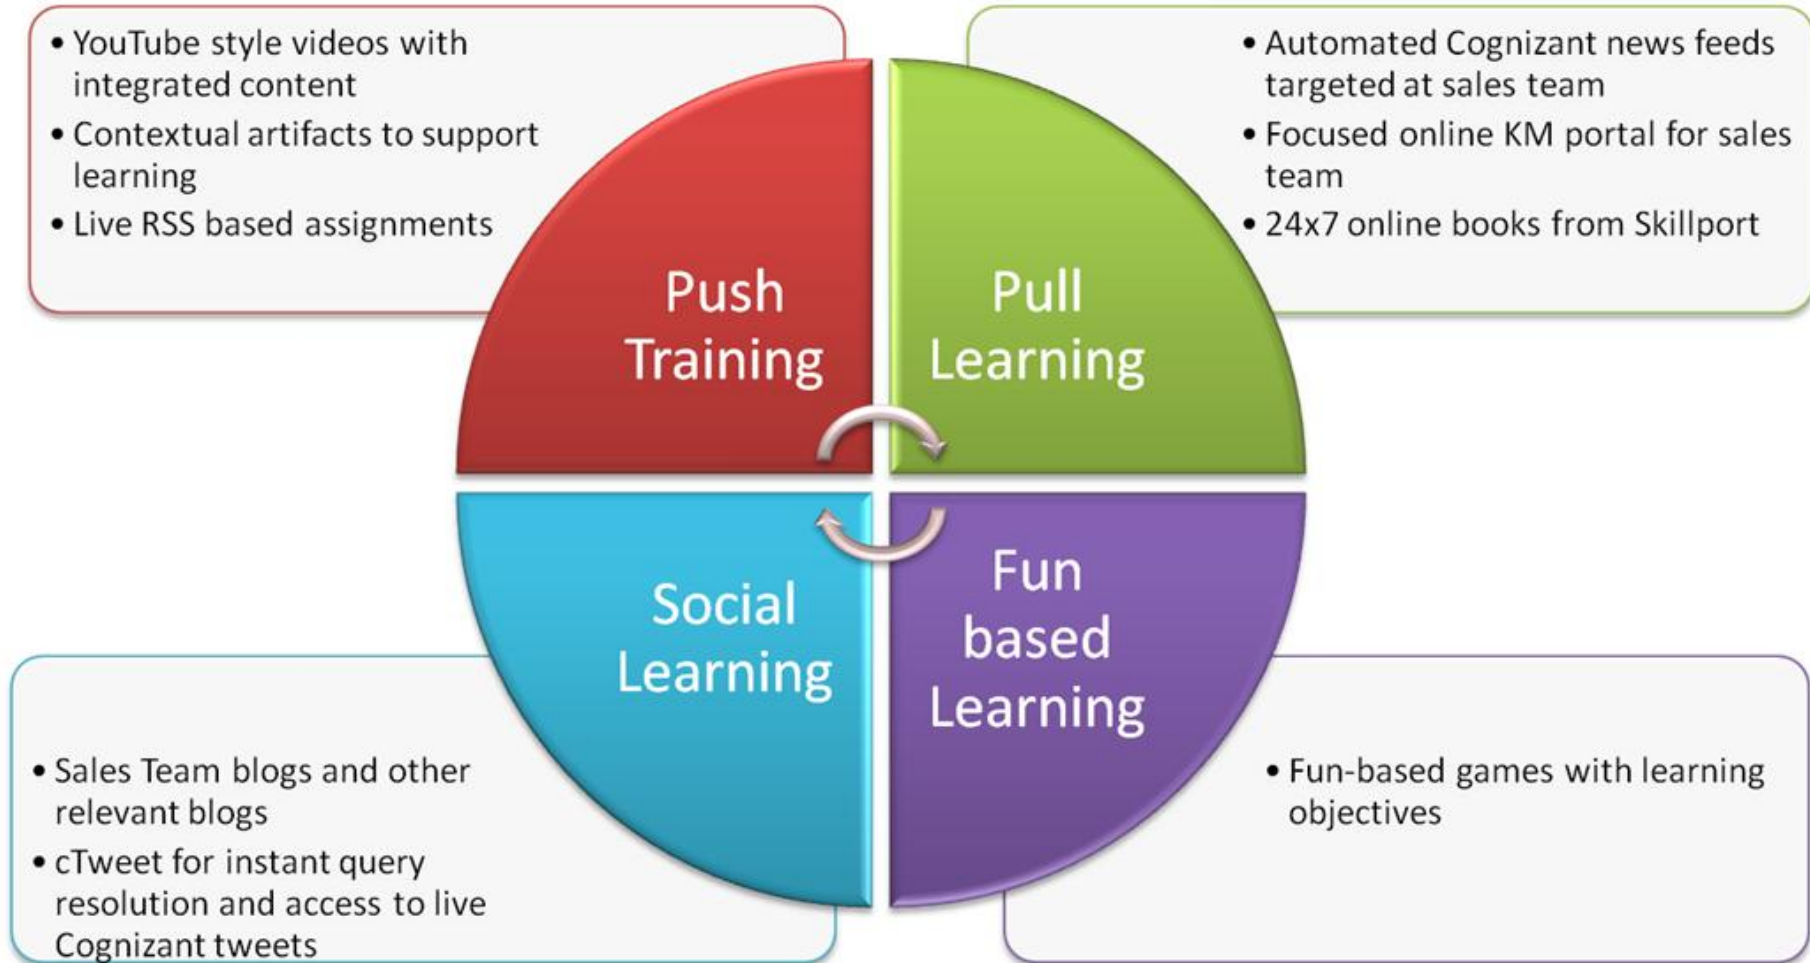 • YouTube style videos with
integrated content
• Contextual artifacts to support
learning
• Live RSS based assignments
• Automated Cognizant news feeds
targeted at sales team
• Focused online KM portal for sales
team
• 24x7 online books from Skillport
Push
Training
Pull
Learning
Social
Learning
Fun
based
Learning
• Sales Team blogs and other
relevant blogs
• cTweet for instant query
resolution and access to live
Cognizant tweets
• Fun-based games with learning
objectives